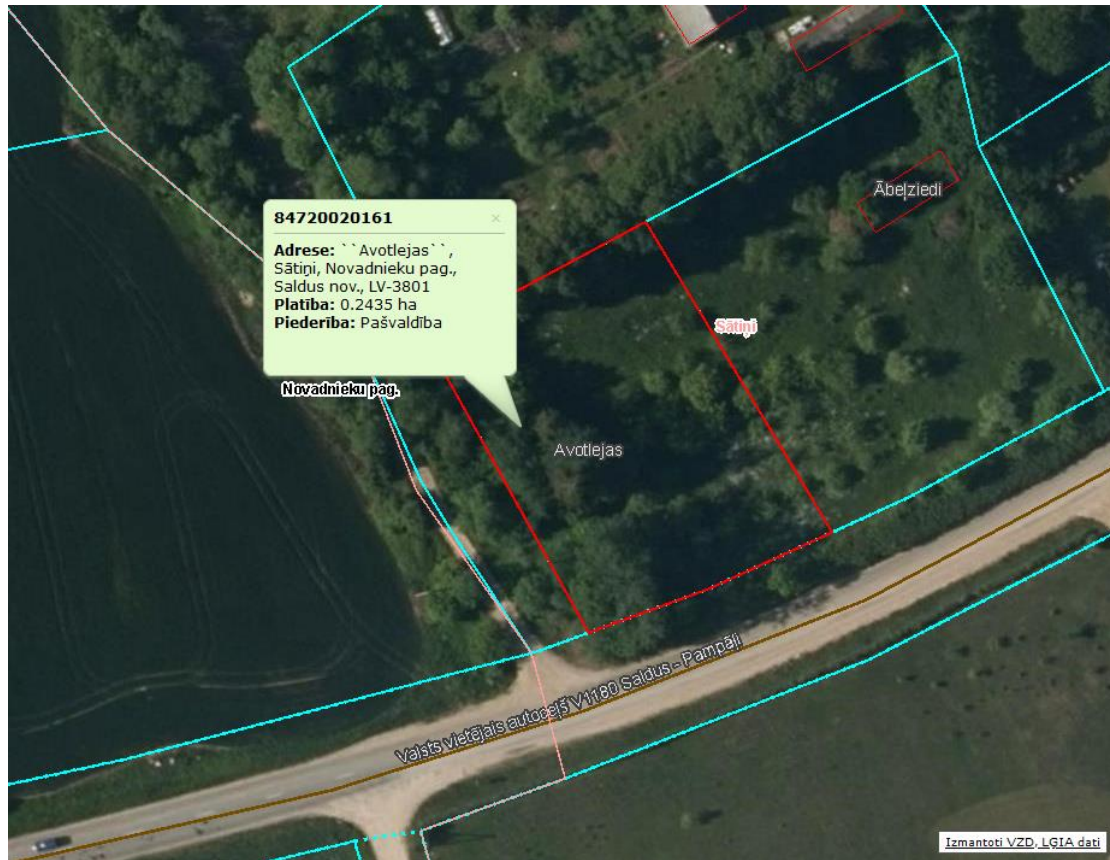 Ābeļziedi
84720020161
×
Adrese: ``Avotlejas``,
Sātiņi, Novadnieku pag.,
Saldus nov., LV-3801
Platība: 0.2435 ha
Piederība: Pašvaldība
Sātiņi
Novadnieku pag.
Avotlejas
Valsts vietējais autoceļš V1180 Saldus - Pampāļi
Izmantoti VZD, LĢIA dati